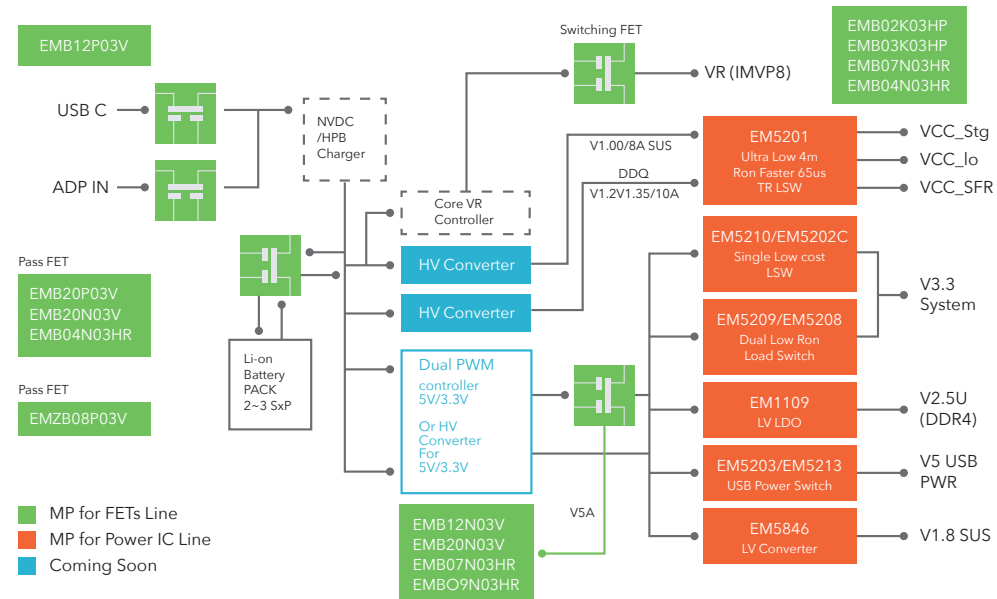 EMB12P03V
USB C
ADP IN
NVDC
/HPB
Charger
Switching FET
VR (IMVP8)
EMB02K03HP
EMB03K03HP
EMB07N03HR
EMB04N03HR
V1.00/8A SUS
DDQ
V1.2V1.35/10A
EM5201
Ultra Low 4m
Ron Faster 65us
TR LSW
VCC_Stg
VCC_lo
VCC_SFR
Core VR
Controller
HV Converter
HV Converter
Pass FET
EMB20P03V
EMB20N03V
EMB04N03HR
Li-on
Battery
PACK
2~3 SxP
Pass FET
EMZB08P03V
Dual PWM
controller
5V/3.3V
Or HV
Converter
For
5V/3.3V
EM5210/EM5202C
Single Low cost
LSW
EM5209/EM5208
Dual Low Ron
Load Switch
V3.3
System
EM1109
LV LDO
V2.5U
(DDR4)
EM5203/EM5213
USB Power Switch
V5 USB
PWR
EM5846
LV Converter
V1.8 SUS
V5A
EMB12N03V
EMB20N03V
EMB07N03HR
EMBO9N03HR
MP for FETs Line
MP for Power IC Line
Coming Soon